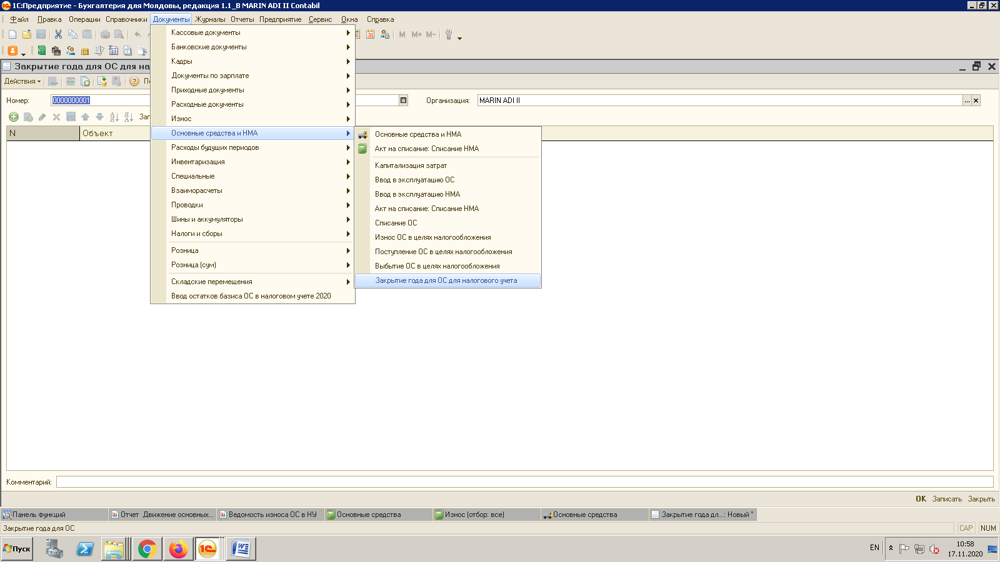 1С:Предприятие - Бухгалтерия для Молдовы, редакция 1.1_B MARIN ADI II Contabil
Файл Правка Операции Справочники Документы Журналы Отчеты Предприятие Сервис Окна Справка
M M+ M-
Закрытие года для ОС для на
Действия
Номер: 0000000001 Организация: MARIN ADI II
N Объект
Кассовые документы
Банковские документы
Кадры
Документы по зарплате
Приходные документы
Расходные документы
Износ
Основные средства и НМА
Расходы будущих периодов
Инвентаризация
Специальные
Взаиморасчеты
Проводки
Шины и аккумуляторы
Налоги и сборы
Розница
Розница (сум)
Складские перемещения
Ввод остатков базиса ОС в налоговом учете 2020
Основные средства и НМА
Акт на списание: Списание НМА
Капитализация затрат
Ввод в эксплуатацию ОС
Ввод в эксплуатацию НМА
Акт на списание: Списание НМА
Списание ОС
Износ ОС в целях налогообложения
Поступление ОС в целях налогообложения
Выбытие ОС в целях налогообложения
Закрытие года для ОС для налогового учета
Комментарий:
OK Записать Закрыть
Панель функций Отчет Движение основных... Ведомость износа ОС в НУ Основные средства Износ (отбор: все) Основные средства Закрытие года дл...: Новый *
Закрытие года для ОС CAP NUM
Пуск EN 10:58
17.11.2020